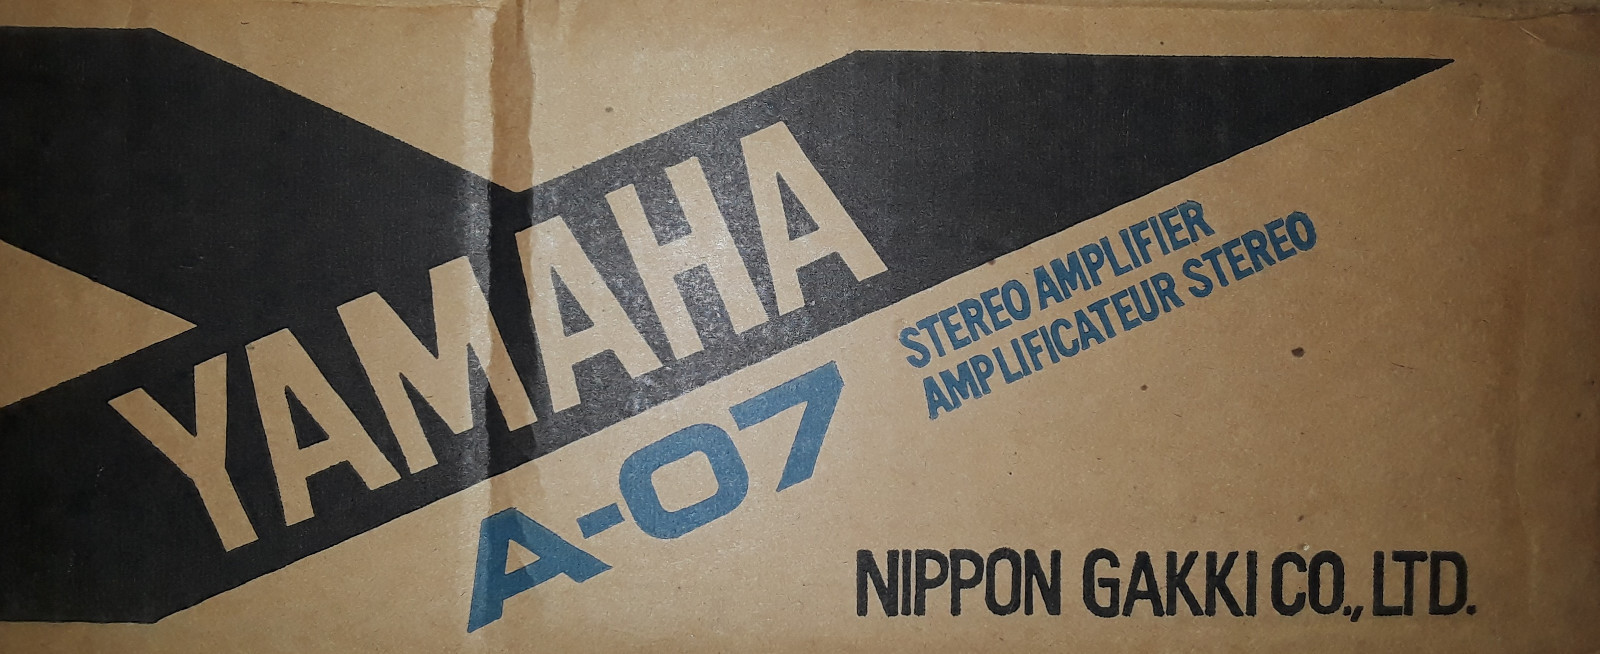 YAMAHA
A-07
STEREO AMPLIFIER
AMPLIFICATEUR STEREO
NIPPON GAKKI CO., LTD.